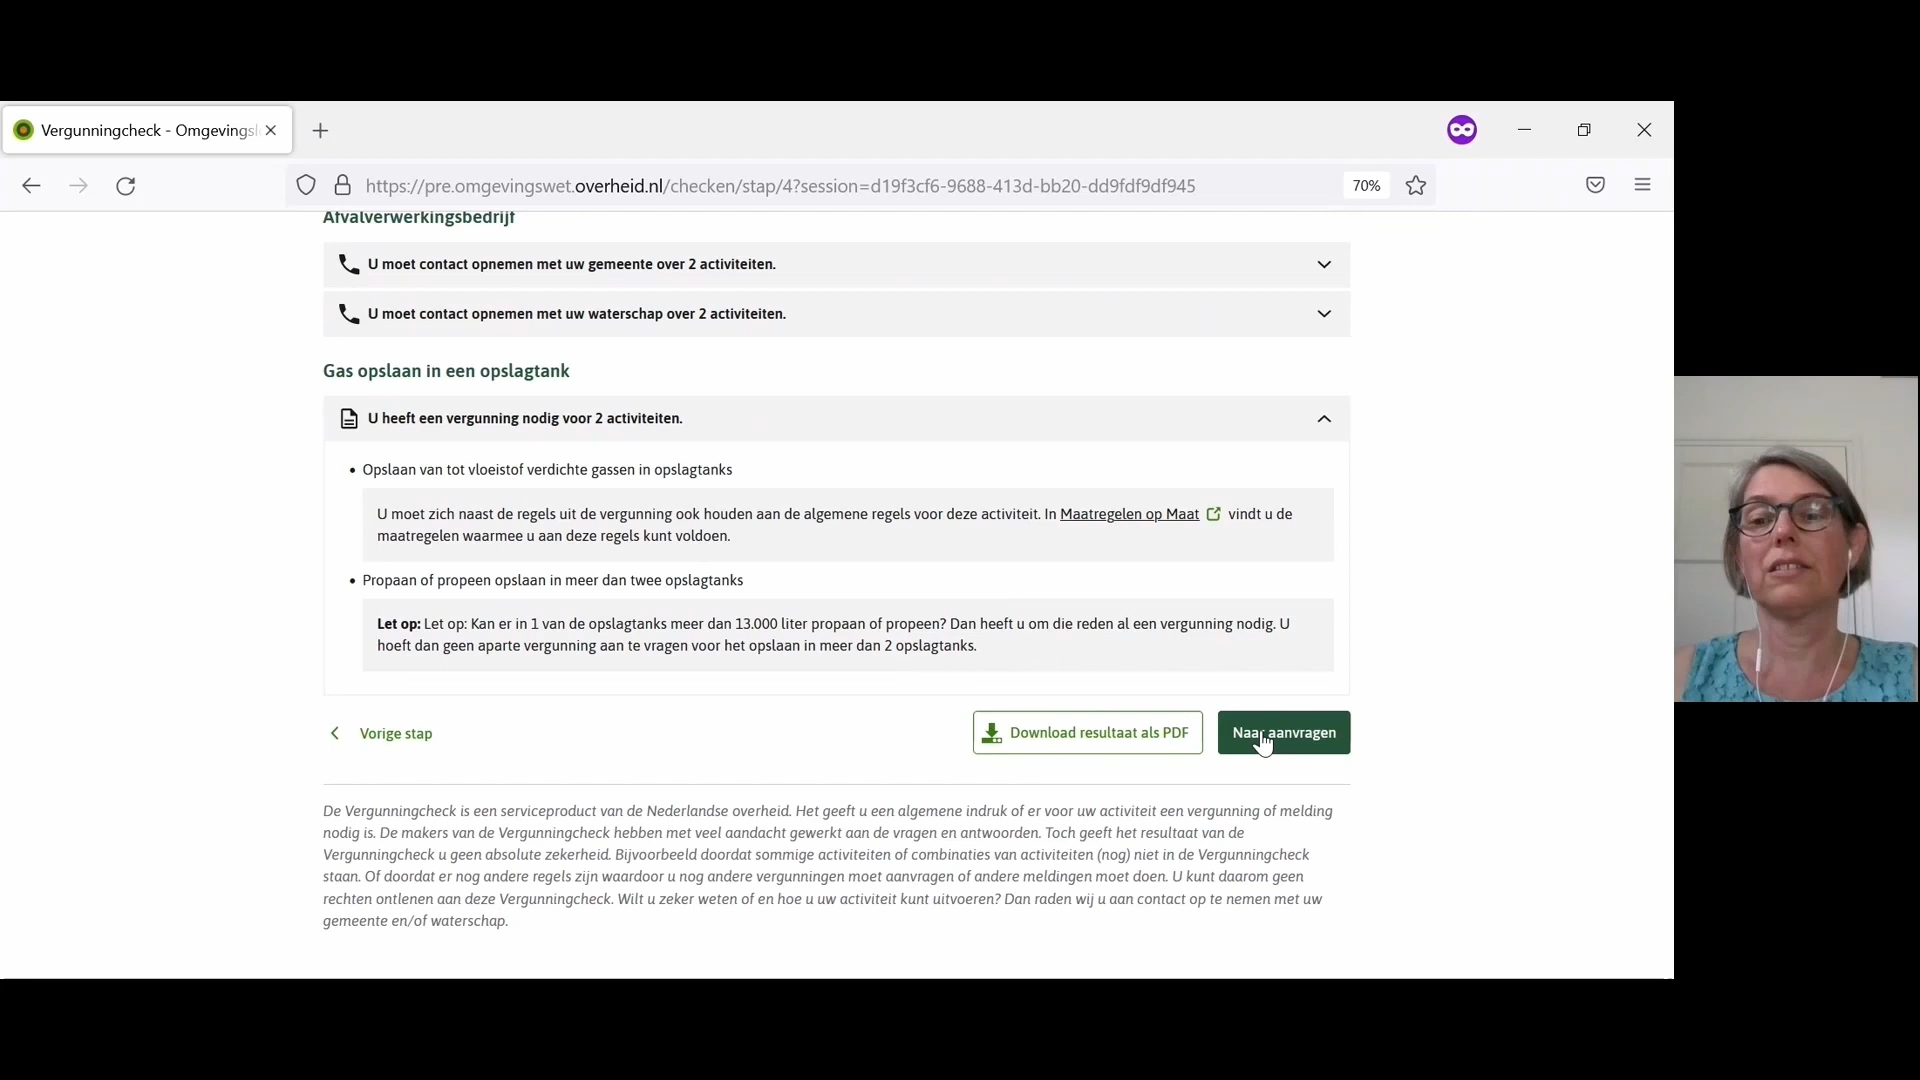 Vergunningcheck - Omgevingsl
https://pre.omgevingswet.overheid.nl/checken/stap/4?session=d19f3cf6-9688-413d-bb20-dd9fdf9df945
70%
Afvalverwerkingsbedrijf
U moet contact opnemen met uw gemeente over 2 activiteiten.
U moet contact opnemen met uw waterschap over 2 activiteiten.
Gas opslaan in een opslagtank
U heeft een vergunning nodig voor 2 activiteiten.
• Opslaan van tot vloeistof verdichte gassen in opslagtanks
U moet zich naast de regels uit de vergunning ook houden aan de algemene regels voor deze activiteit. In Maatregelen op Maat vindt u de
maatregelen waarmee u aan deze regels kunt voldoen.
• Propaan of propeen opslaan in meer dan twee opslagtanks
Let op: Let op: Kan er in 1 van de opslagtanks meer dan 13.000 liter propaan of propeen? Dan heeft u om die reden al een vergunning nodig. U
hoeft dan geen aparte vergunning aan te vragen voor het opslaan in meer dan 2 opslagtanks.
Vorige stap
Download resultaat als PDF
Naar aanvragen
De Vergunningcheck is een serviceproduct van de Nederlandse overheid. Het geeft u een algemene indruk of er voor uw activiteit een vergunning of melding
nodig is. De makers van de Vergunningcheck hebben met veel aandacht gewerkt aan de vragen en antwoorden. Toch geeft het resultaat van de
Vergunningcheck u geen absolute zekerheid. Bijvoorbeeld doordat sommige activiteiten of combinaties van activiteiten (nog) niet in de Vergunningcheck
staan. Of doordat er nog andere regels zijn waardoor u nog andere vergunningen moet aanvragen of andere meldingen moet doen. U kunt daarom geen
rechten ontlenen aan deze Vergunningcheck. Wilt u zeker weten of en hoe u uw activiteit kunt uitvoeren? Dan raden wij u aan contact op te nemen met uw
gemeente en/of waterschap.